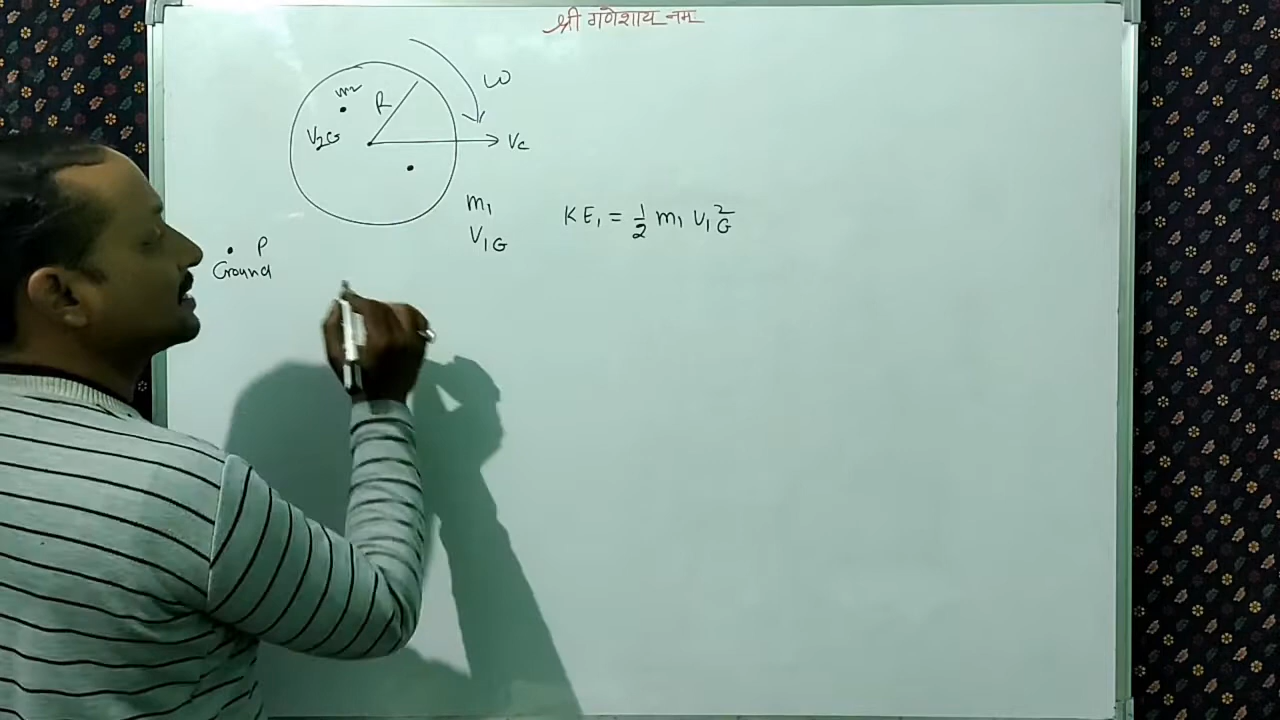 श्री गणेशाय नमः
ω
m2
R
V2G
Vc
m1
V1G
KE1 = 1/2 m1 V1G²
P
Ground